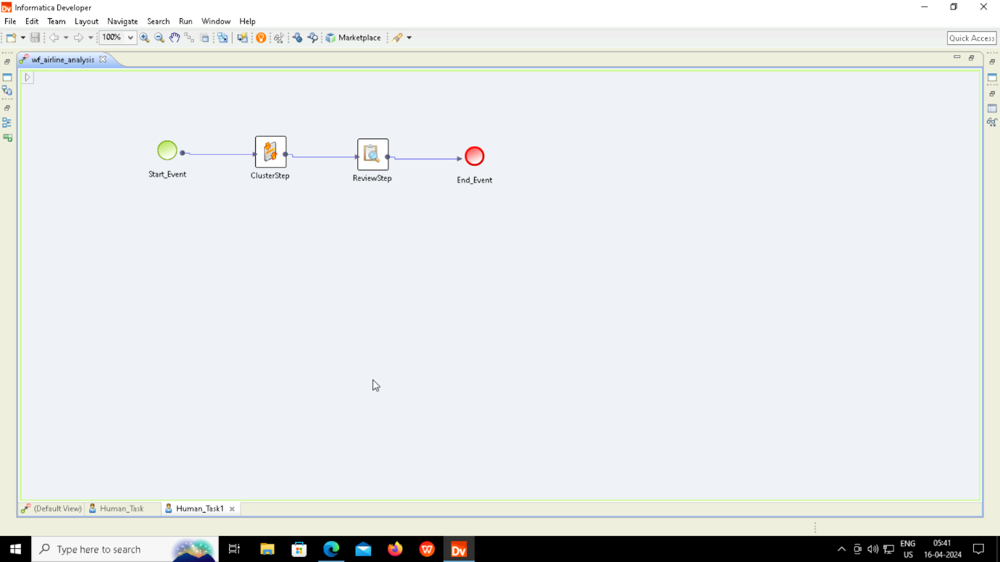 Informatica Developer
File Edit Team Layout Navigate Search Run Window Help
100% Marketplace Quick Access
wf_airline_analysis
Start_Event
ClusterStep
ReviewStep
End_Event
(Default View) Human_Task Human_Task1
Type here to search
ENG
US
05:41
16-04-2024